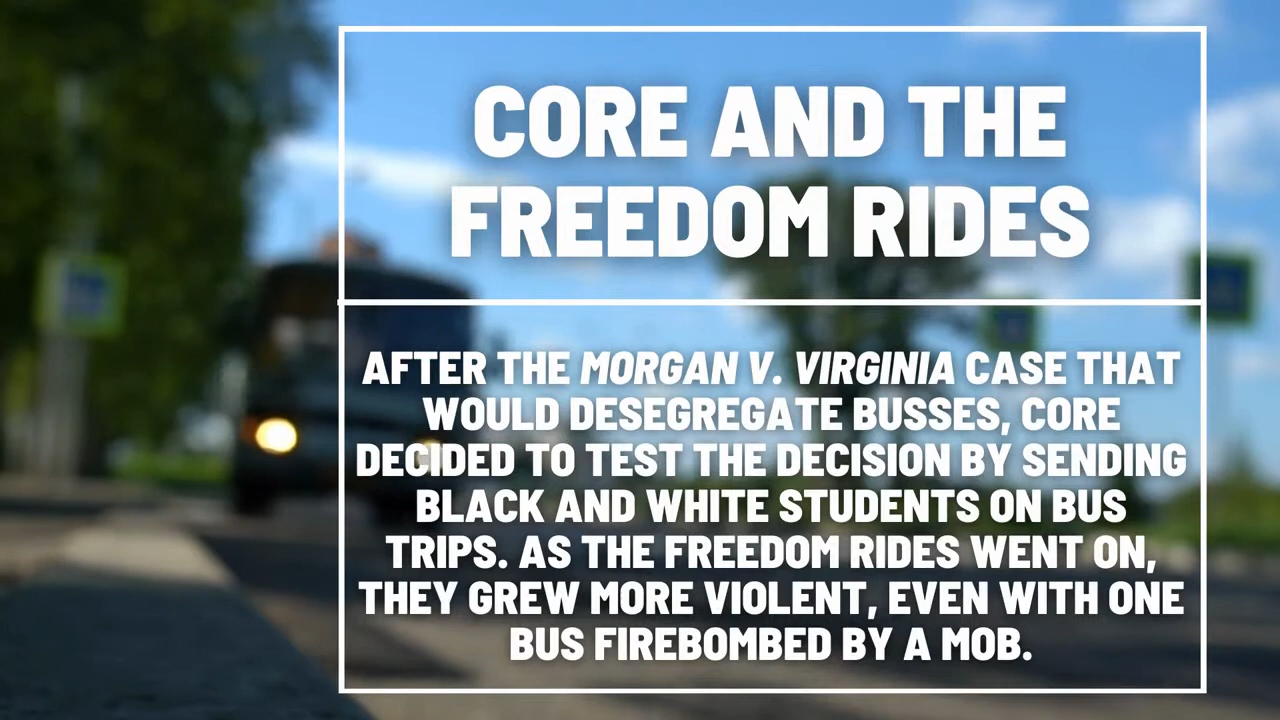 CORE AND THE
FREEDOM RIDES
AFTER THE MORGAN V. VIRGINIA CASE THAT
WOULD DESEGREGATE BUSSES, CORE
DECIDED TO TEST THE DECISION BY SENDING
BLACK AND WHITE STUDENTS ON BUS
TRIPS. AS THE FREEDOM RIDES WENT ON,
THEY GREW MORE VIOLENT, EVEN WITH ONE
BUS FIREBOMBED BY A MOB.